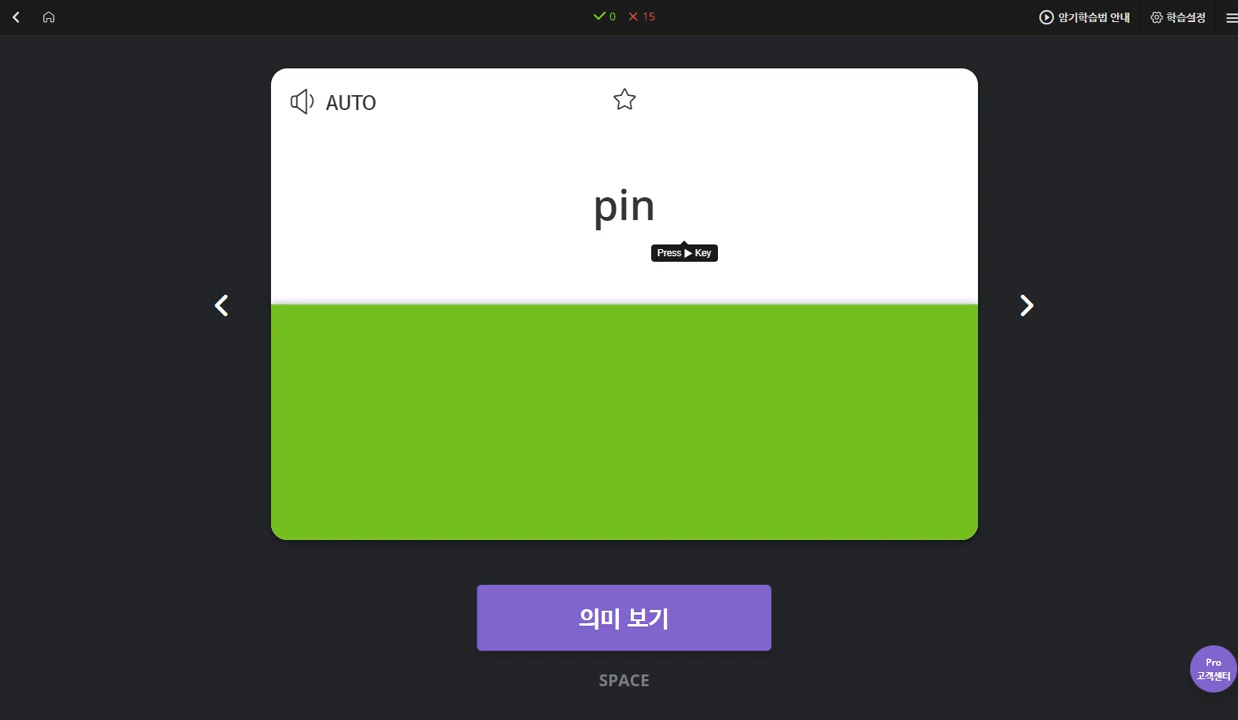 0 15 암기학습법 안내 학습설정
AUTO
pin
Press ▶ Key
의미 보기
SPACE
Pro
고객센터